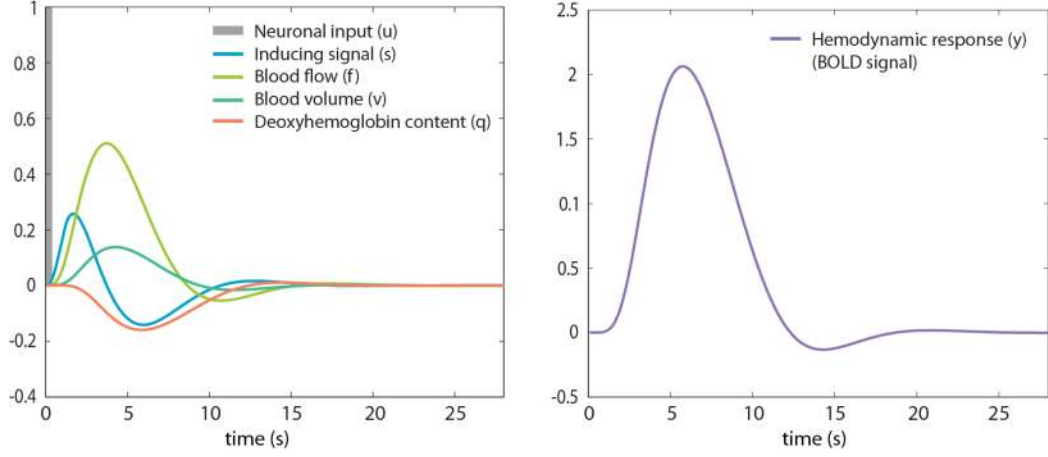 1
0.8
0.6
0.4
0.2
0
-0.2
-0.4
0 5 10 15 20 25
time (s)
Neuronal input (u)
Inducing signal (s)
Blood flow (f)
Blood volume (v)
Deoxyhemoglobin content (q)
2.5
2
2.1
1
0.5
0
-0.5
0 5 10 15 20 25
time (s)
Hemodynamic response (y)
(BOLD signal)